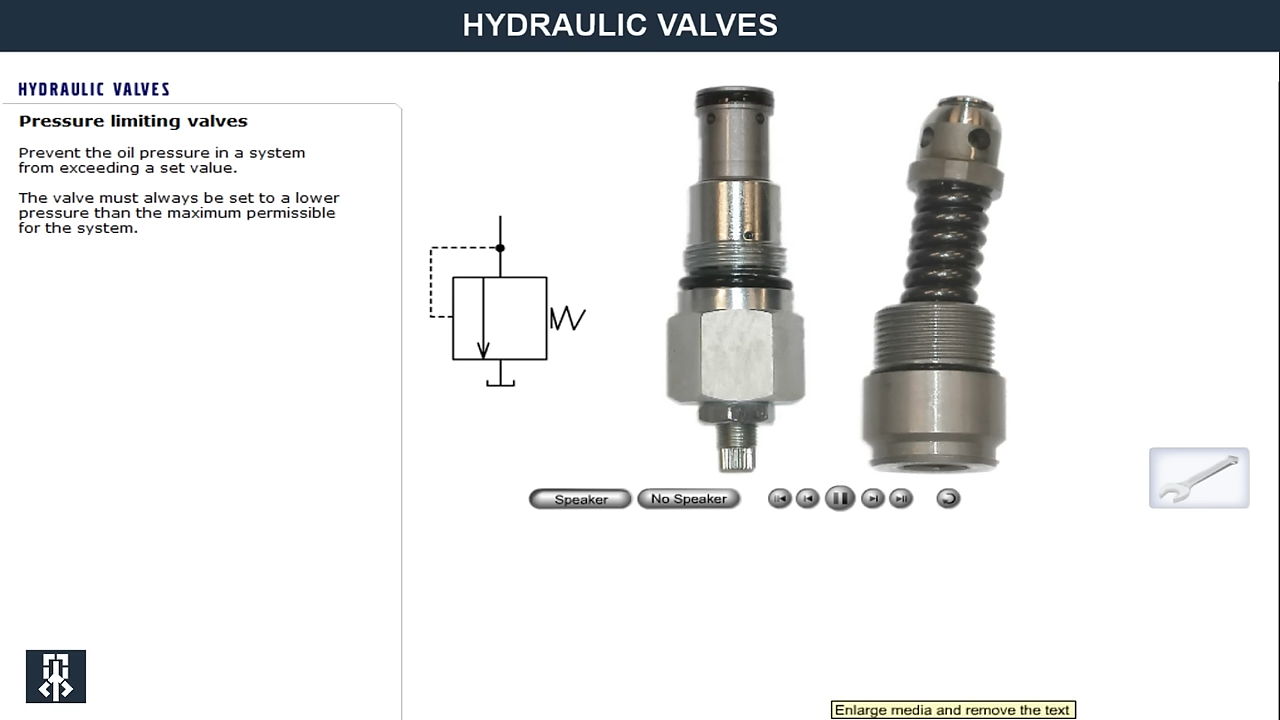 HYDRAULIC VALVES
HYDRAULIC VALVES
Pressure limiting valves
Prevent the oil pressure in a system
from exceeding a set value.
The valve must always be set to a lower
pressure than the maximum permissible
for the system.
Speaker
No Speaker
Enlarge media and remove the text